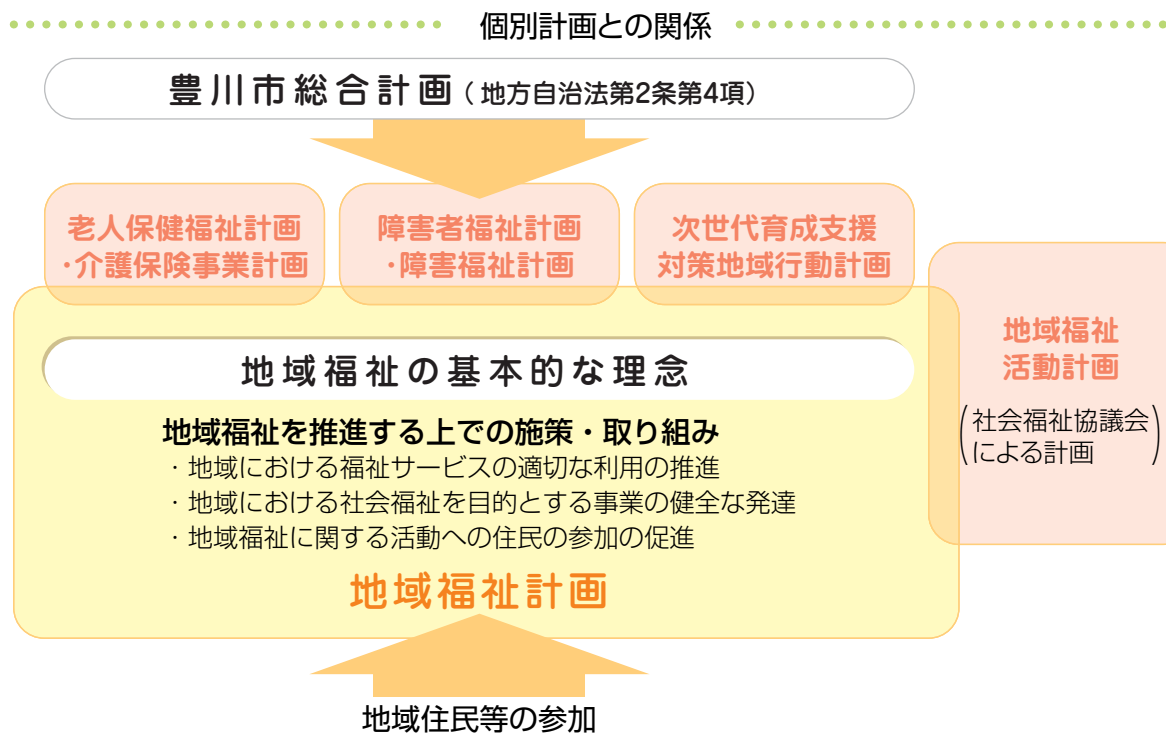 個別計画との関係
豊川市総合計画（地方自治法第2条第4項）
老人保健福祉計画
・介護保険事業計画
障害者福祉計画
・障害福祉計画
次世代育成支援
対策地域行動計画
地域福祉
活動計画
（社会福祉協議会
による計画）
地域福祉の基本的な理念
地域福祉を推進する上での施策・取り組み
・地域における福祉サービスの適切な利用の推進
・地域における社会福祉を目的とする事業の健全な発達
・地域福祉に関する活動への住民の参加の促進
地域福祉計画
地域住民等の参加